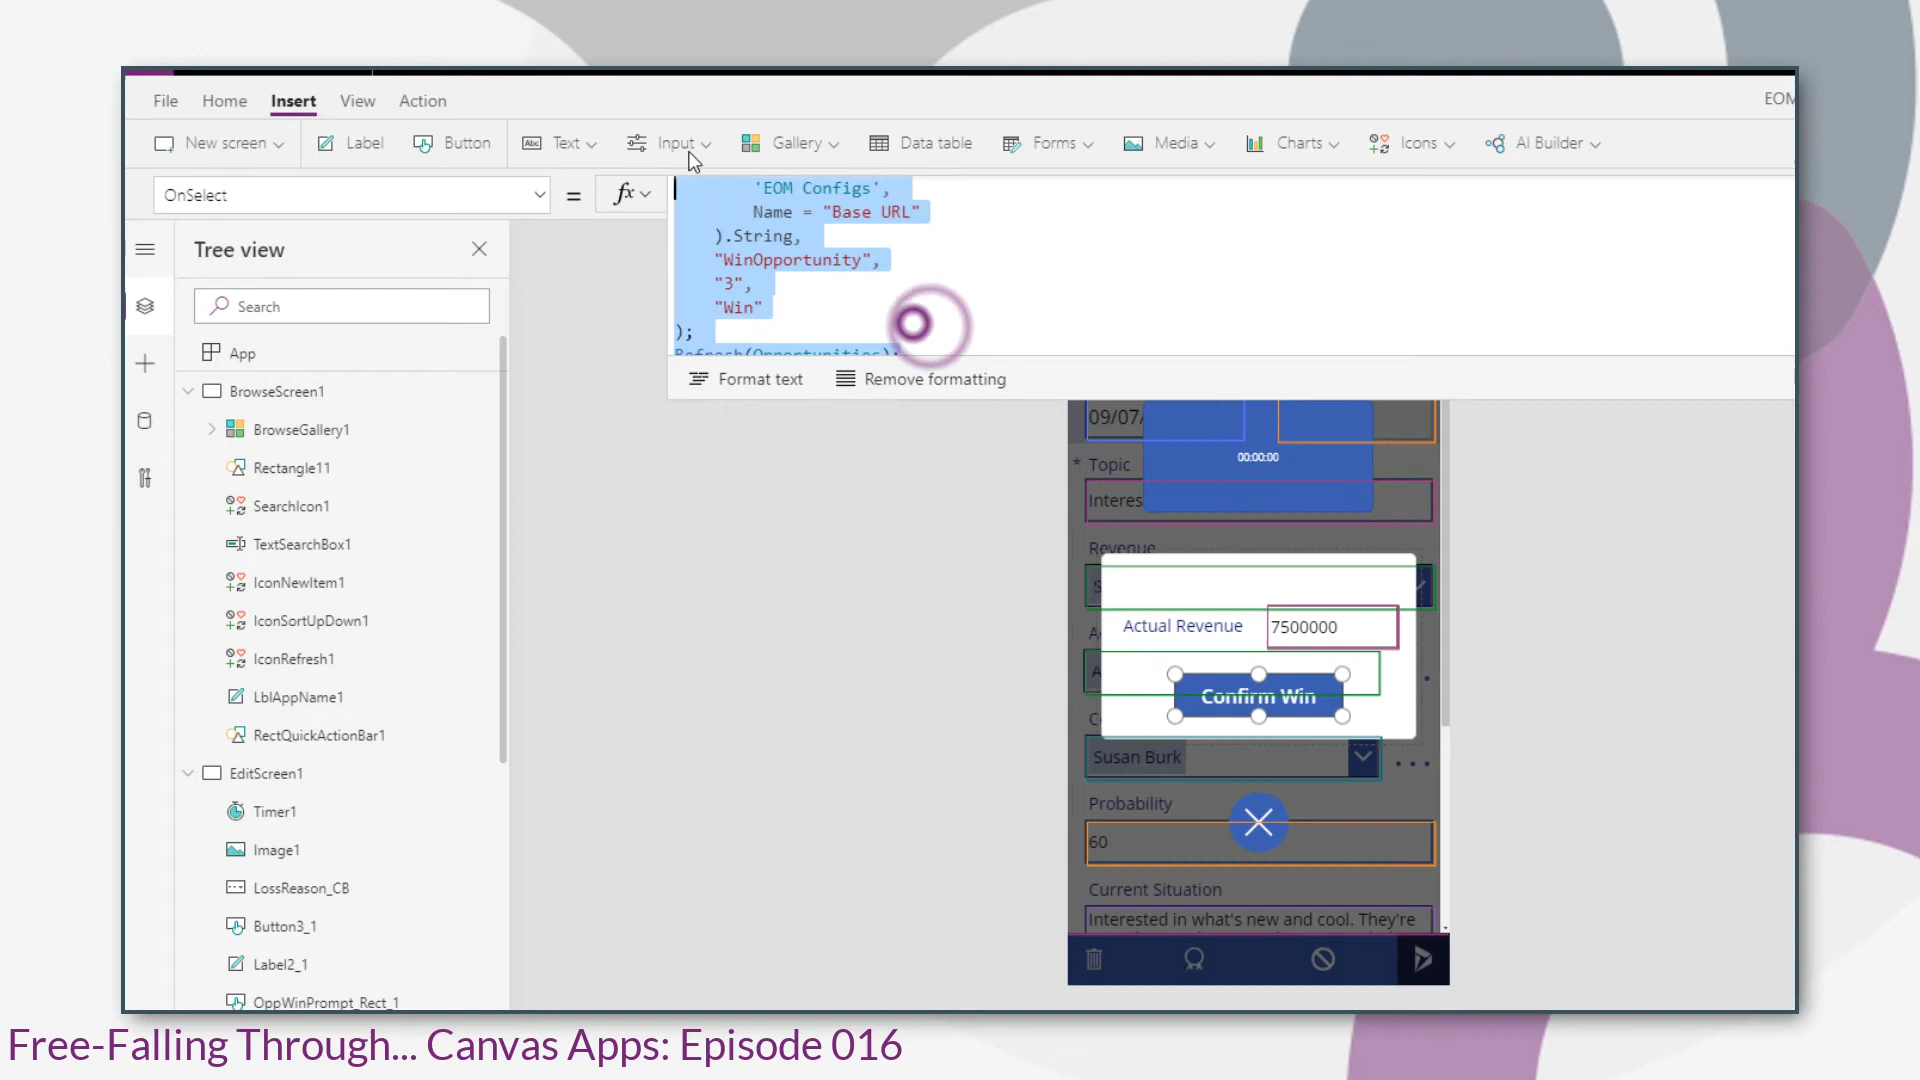 File Home Insert View Action EOM
New screen Label Button Text Input Gallery Data table Forms Media Charts Icons AI Builder
OnSelect = fx
'EOM Configs',
Name = "Base URL"
).String,
"WinOpportunity",
"3",
"Win"
);
Refresh(Opportunities);
Format text Remove formatting
Tree view
Search
App
BrowseScreen1
BrowseGallery1
Rectangle11
SearchIcon1
TextSearchBox1
IconNewItem1
IconSortUpDown1
IconRefresh1
LblAppName1
RectQuickActionBar1
EditScreen1
Timer1
Image1
LossReason_CB
Button3_1
Label2_1
OppWinPrompt_Rect_1
09/07/
00:00:00
* Topic
Interes
Revenue
Actual Revenue 7500000
Confirm Win
Susan Burk
Probability
60
Current Situation
Interested in what's new and cool. They're
Free-Falling Through... Canvas Apps: Episode 016